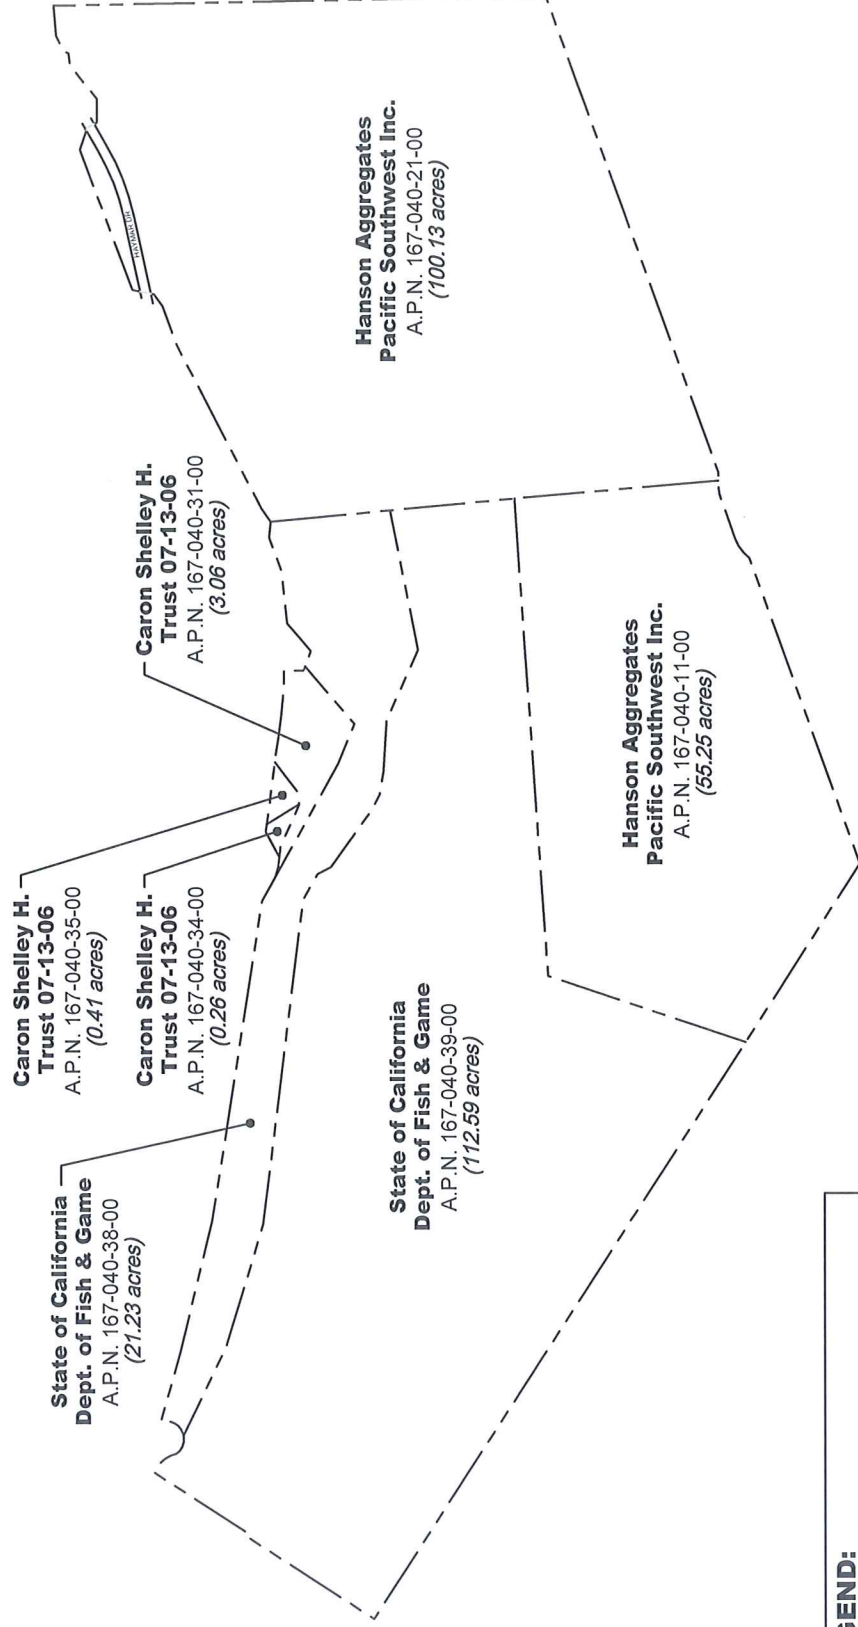 Caron Shelley H.
Trust 07-13-06
A.P.N. 167-040-35-00
(0.41 acres)
Caron Shelley H.
Trust 07-13-06
A.P.N. 167-040-34-00
(0.26 acres)
Caron Shelley H.
Trust 07-13-06
A.P.N. 167-040-31-00
(3.06 acres)
HAYMAR DR
State of California
Dept. of Fish & Game
A.P.N. 167-040-38-00
(21.23 acres)
State of California
Dept. of Fish & Game
A.P.N. 167-040-39-00
(112.59 acres)
Hanson Aggregates
Pacific Southwest Inc.
A.P.N. 167-040-21-00
(100.13 acres)
Hanson Aggregates
Pacific Southwest Inc.
A.P.N. 167-040-11-00
(55.25 acres)
GEND: